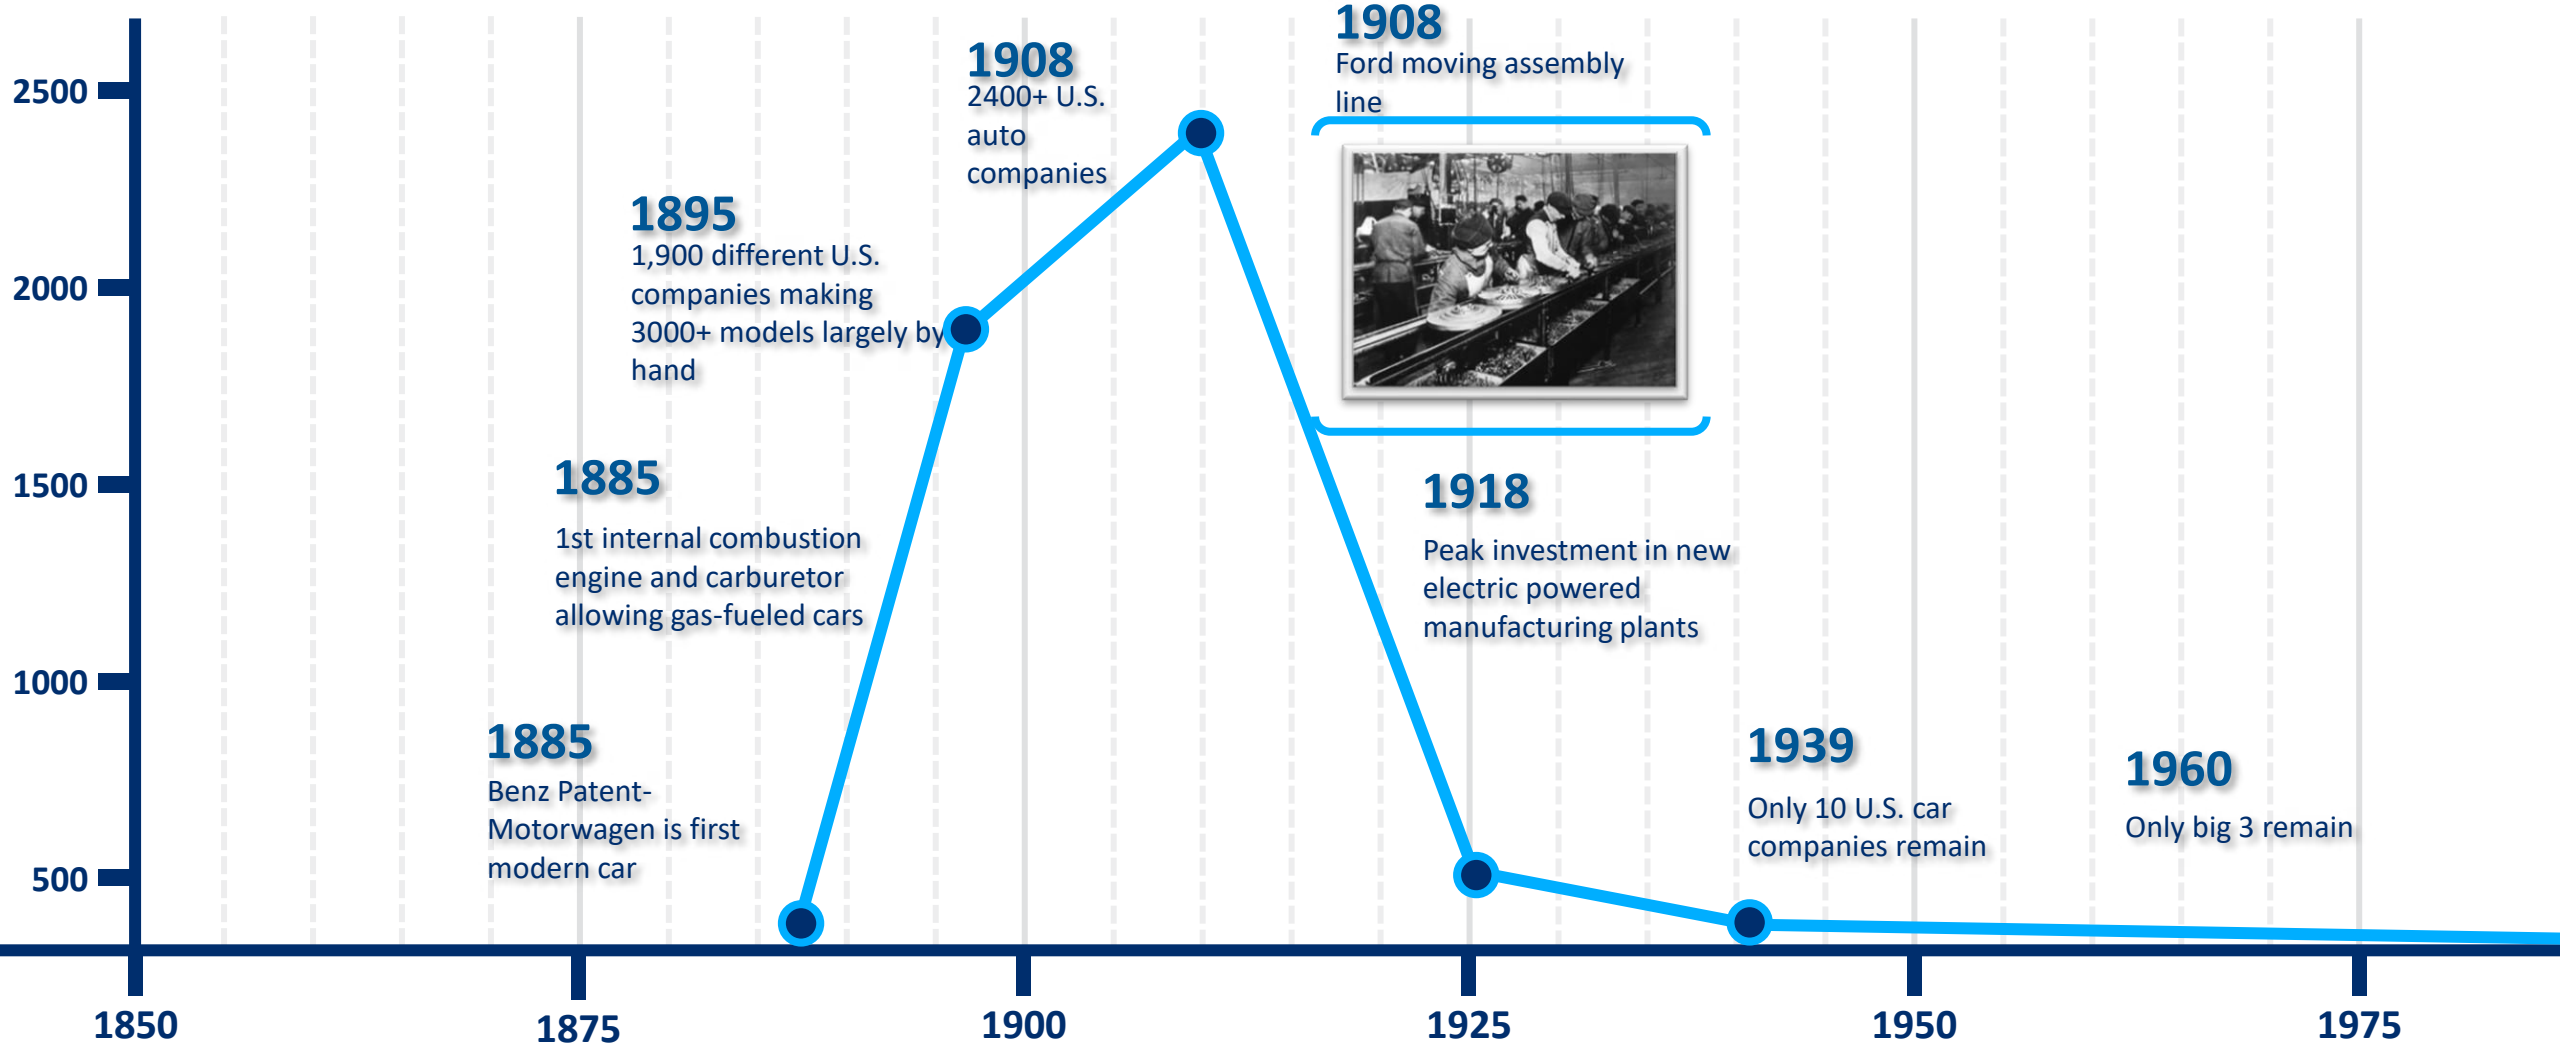 2500
2000
1500
1000
500
1908
2400+ U.S.
auto
companies
1908
Ford moving assembly
line
1895
1,900 different U.S.
companies making
3000+ models largely by
hand
1885
1st internal combustion
engine and carburetor
allowing gas-fueled cars
1918
Peak investment in new
electric powered
manufacturing plants
1885
Benz Patent-
Motorwagen is first
modern car
1939
Only 10 U.S. car
companies remain
1960
Only big 3 remain
1850
1875
1900
1925
1950
1975